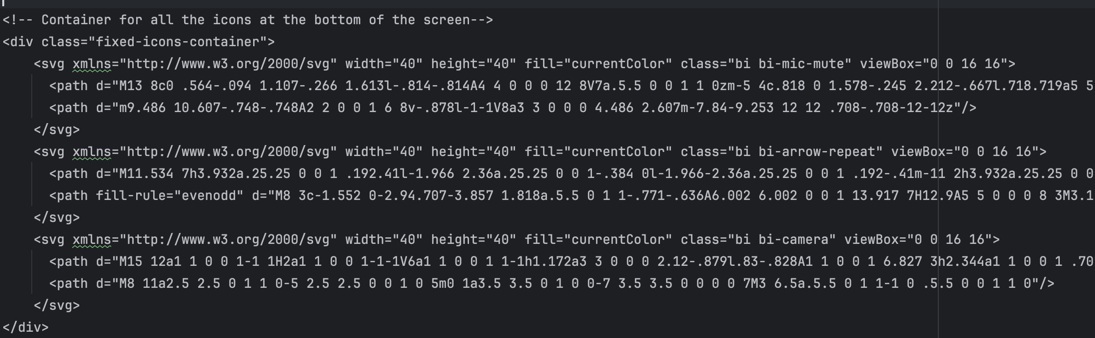 <!-- Container for all the icons at the bottom of the screen-->
<div class="fixed-icons-container">
<svg xmlns="http://www.w3.org/2000/svg" width="40" height="40" fill="currentColor" class="bi bi-mic-mute" viewBox="0 0 16 16">
<path d="M13 8c0 .564-.094 1.107-.266 1.613l-.814-.814A4 4 0 0 0 12 8V7a.5.5 0 0 1 1 0zm-5 4c.818 0 1.578-.245 2.212-.667l.718.719a5 5
<path d="m9.486 10.607-.748-.748A2 2 0 0 1 6 8v-.878l-1-1V8a3 3 0 0 0 4.486 2.607m-7.84-9.253 12 12 .708-.708-12-12z"/>
</svg>
<svg xmlns="http://www.w3.org/2000/svg" width="40" height="40" fill="currentColor" class="bi bi-arrow-repeat" viewBox="0 0 16 16">
<path d="M11.534 7h3.932a.25.25 0 0 1 .192.41l-1.966 2.36a.25.25 0 0 1-.384 0l-1.966-2.36a.25.25 0 0 1 .192-.41m-11 2h3.932a.25.25 0 0
<path fill-rule="evenodd" d="M8 3c-1.552 0-2.94.707-3.857 1.818a.5.5 0 1 1-.771-.636A6.002 6.002 0 0 1 13.917 7H12.9A5 5 0 0 0 8 3M3.1
</svg>
<svg xmlns="http://www.w3.org/2000/svg" width="40" height="40" fill="currentColor" class="bi bi-camera" viewBox="0 0 16 16">
<path d="M15 12a1 1 0 0 1-1 1H2a1 1 0 0 1-1-1V6a1 1 0 0 1 1-1h1.172a3 3 0 0 0 2.12-.879l.83-.828A1 1 0 0 1 6.827 3h2.344a1 1 0 0 1 .70
<path d="M8 11a2.5 2.5 0 1 1 0-5 2.5 2.5 0 0 1 0 5m0 1a3.5 3.5 0 1 0 0-7 3.5 3.5 0 0 0 0 7M3 6.5a.5.5 0 1 1-1 0 .5.5 0 0 1 1 0"/>
</svg>
</div>